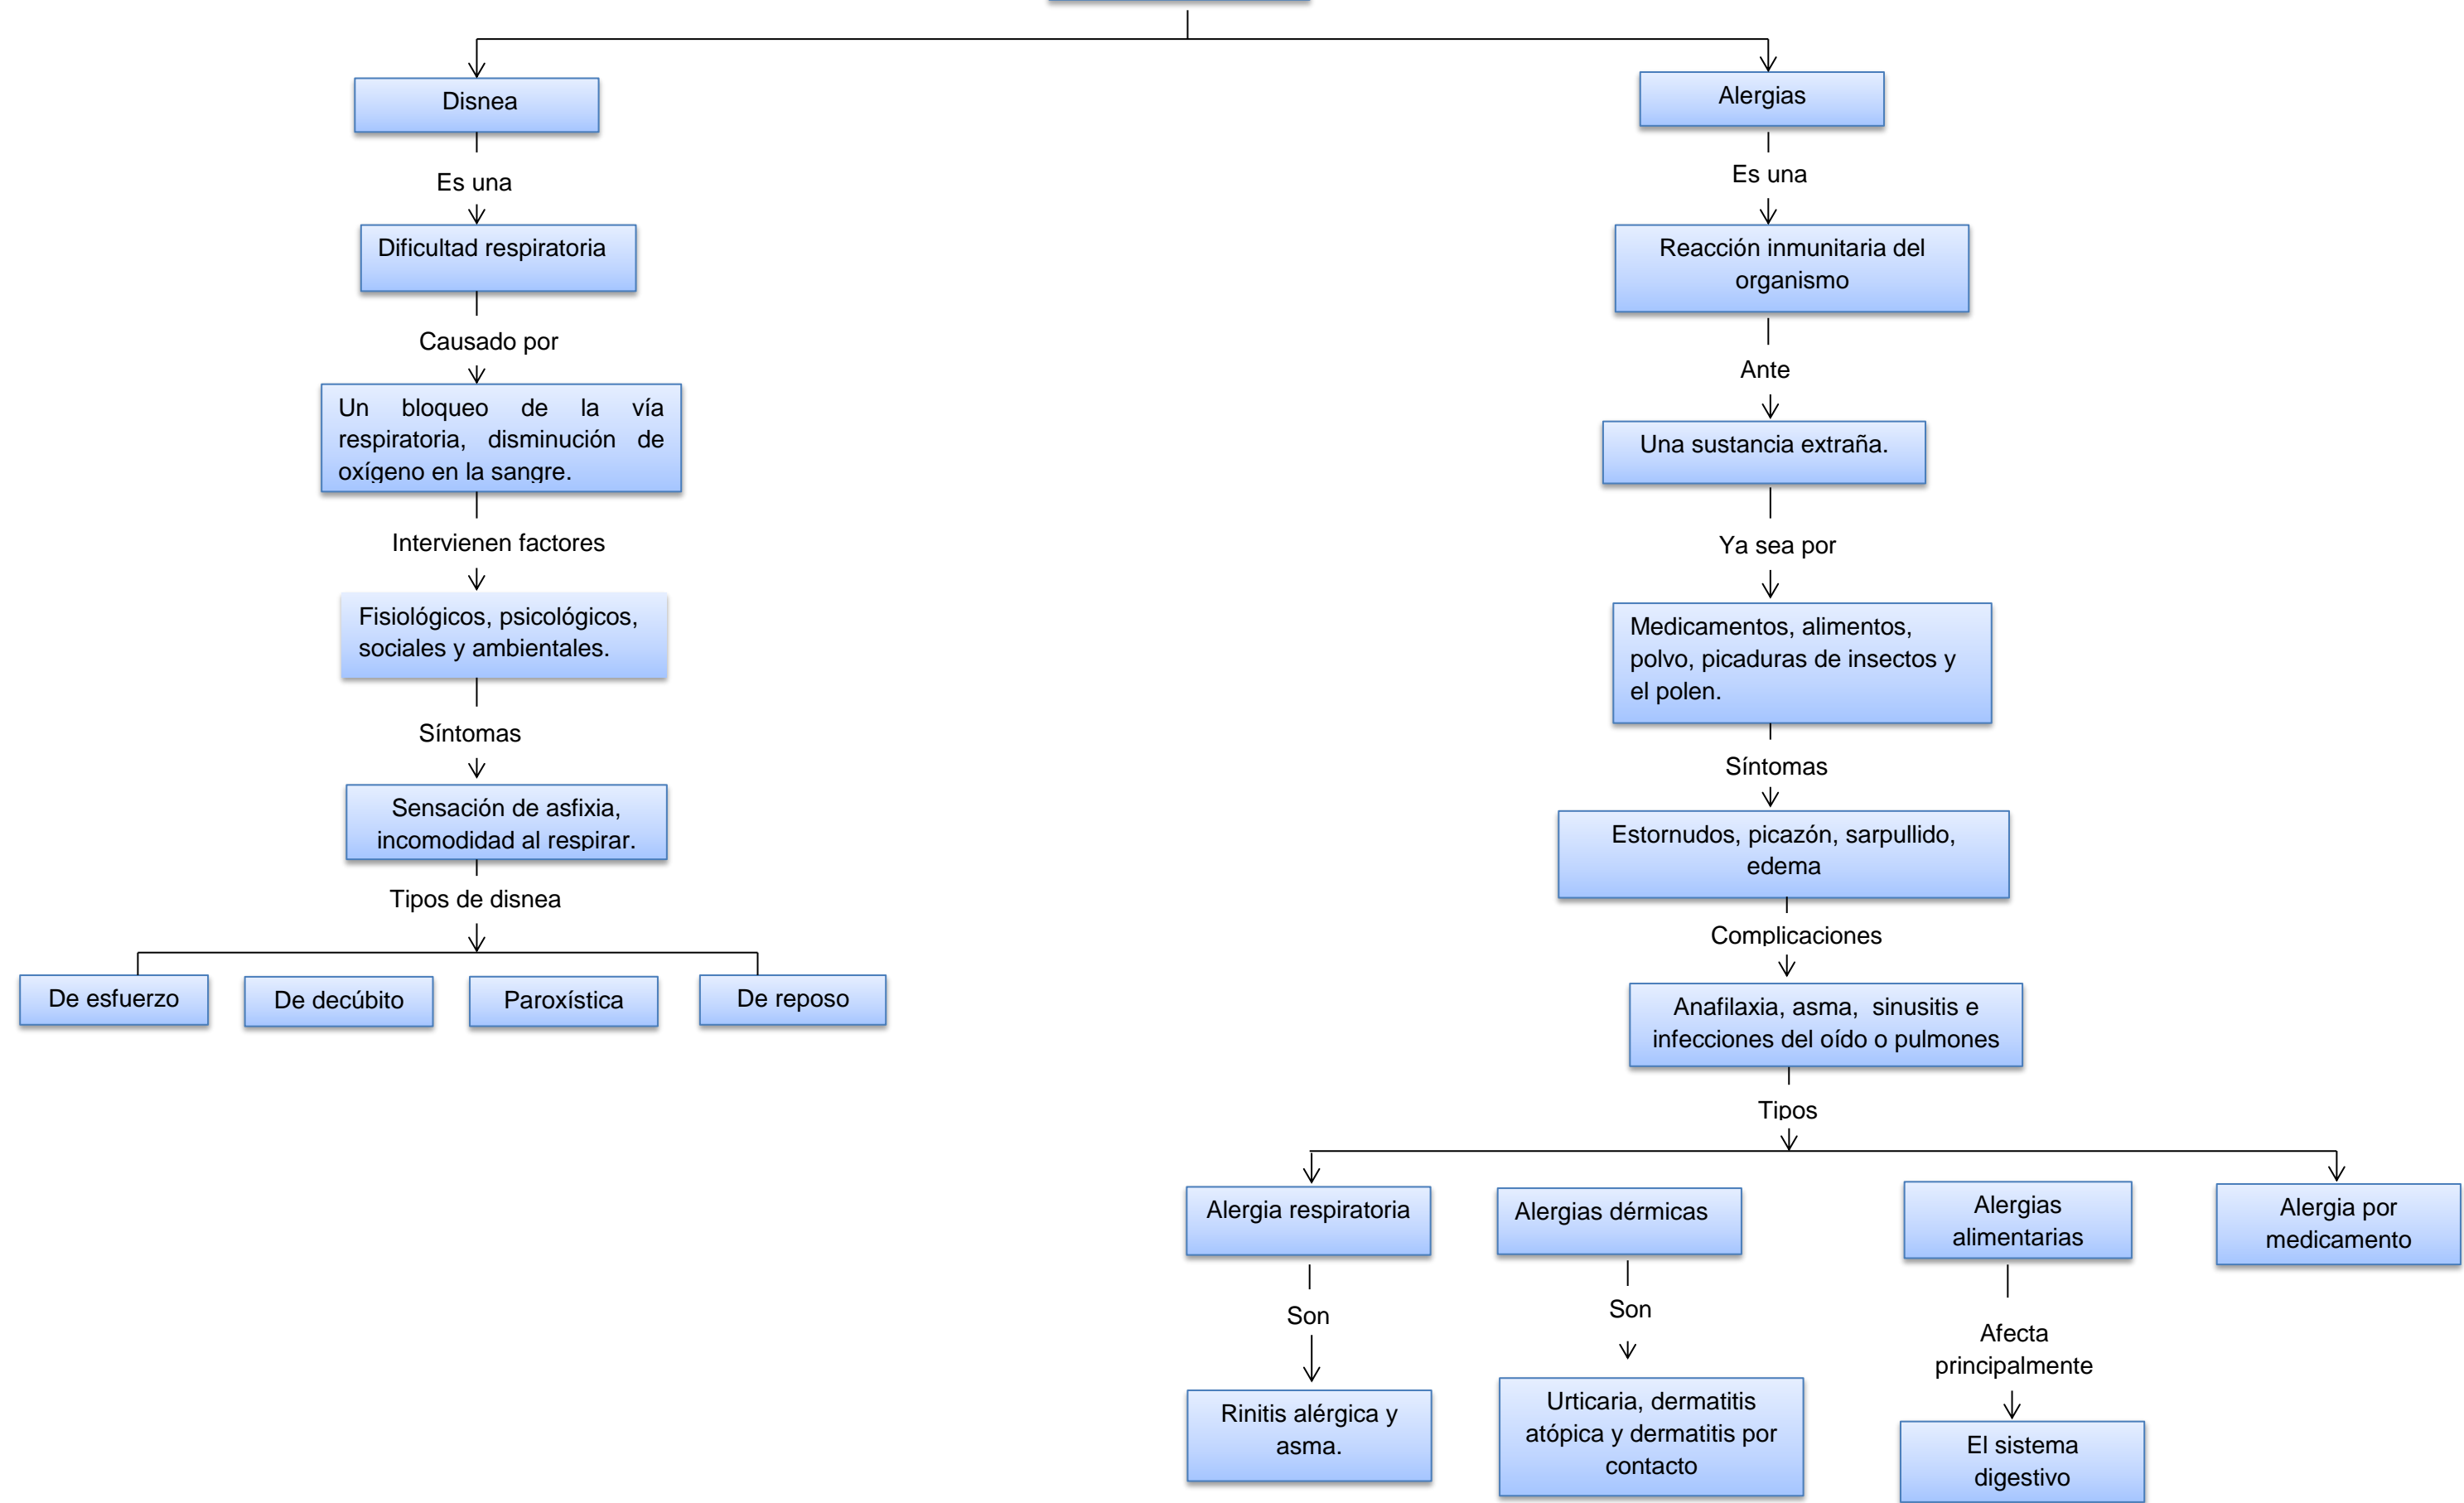 Disnea
Es una
Dificultad respiratoria
Causado por
Un bloqueo de la vía
respiratoria, disminución de
oxígeno en la sangre.
Intervienen factores
Fisiológicos, psicológicos,
sociales y ambientales.
Síntomas
Sensación de asfixia,
incomodidad al respirar.
Tipos de disnea
De esfuerzo
De decúbito
Paroxística
De reposo
Alergias
Es una
Reacción inmunitaria del
organismo
Ante
Una sustancia extraña.
Ya sea por
Medicamentos, alimentos,
polvo, picaduras de insectos y
el polen.
Síntomas
Estornudos, picazón, sarpullido,
edema
Complicaciones
Anafilaxia, asma, sinusitis e
infecciones del oído o pulmones
Tipos
Alergia respiratoria
Son
Rinitis alérgica y
asma.
Alergias dérmicas
Son
Urticaria, dermatitis
atópica y dermatitis por
contacto
Alergias
alimentarias
Afecta
principalmente
El sistema
digestivo
Alergia por
medicamento